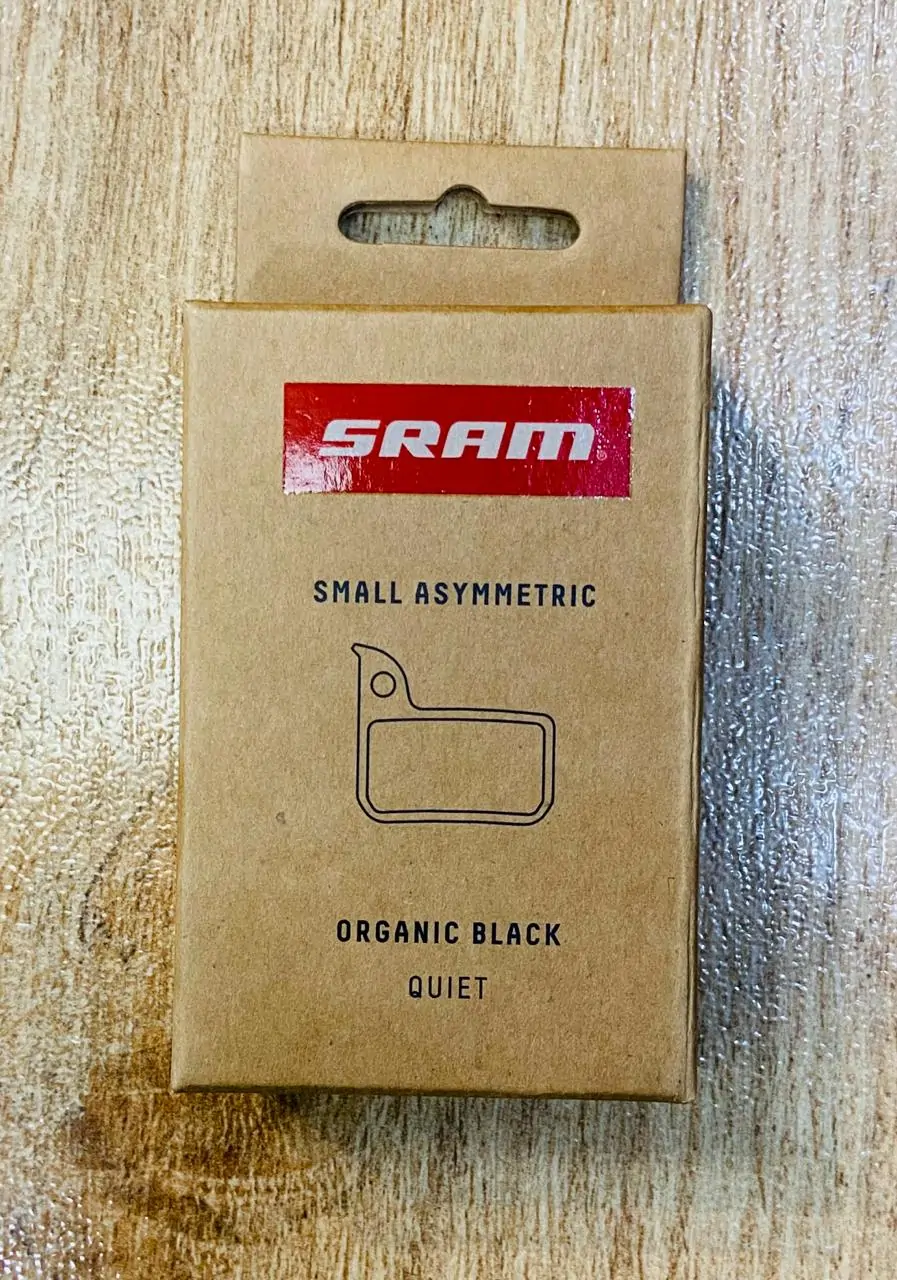 SRAM
SMALL ASYMMETRIC
ORGANIC BLACK
QUIET